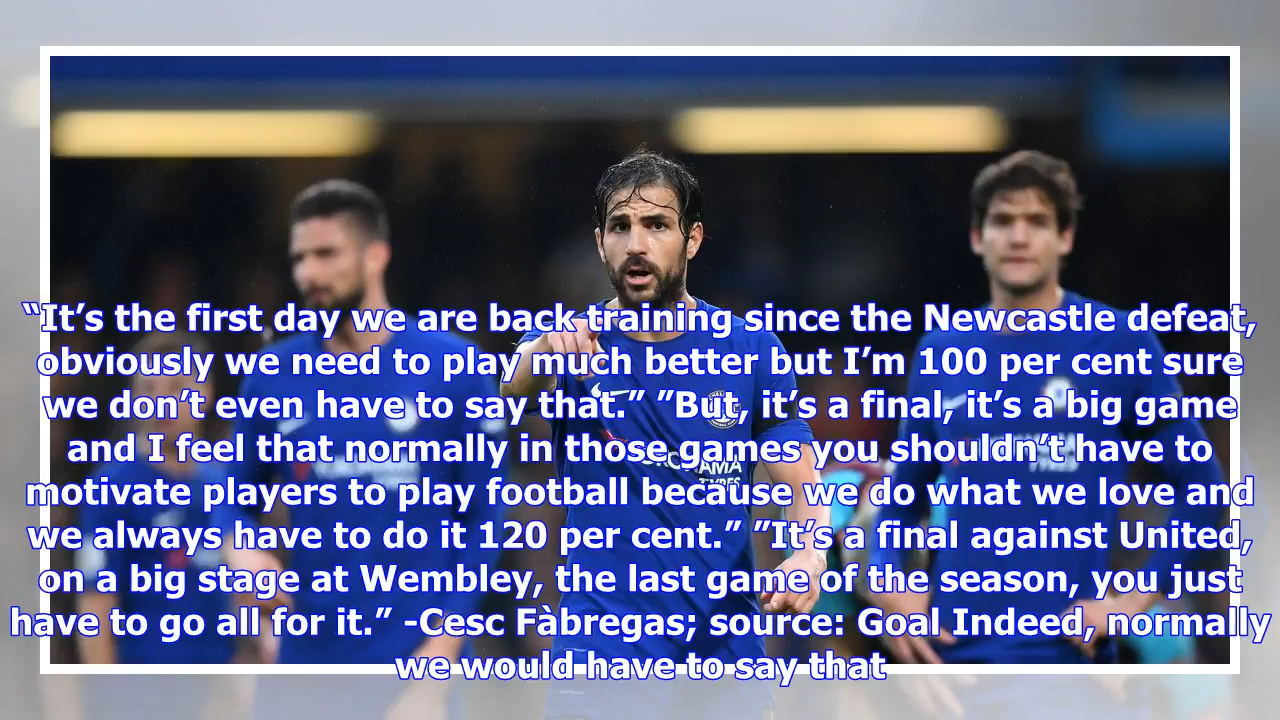 “It’s the first day we are back training since the Newcastle defeat,
obviously we need to play much better but I’m 100 per cent sure
we don’t even have to say that.” ”But, it’s a final, it’s a big game
and I feel that normally in those games you shouldn’t have to
motivate players to play football because we do what we love and
we always have to do it 120 per cent.” ”It’s a final against United,
on a big stage at Wembley, the last game of the season, you just
have to go all for it.” -Cesc Fàbregas; source: Goal Indeed, normally
we would have to say that